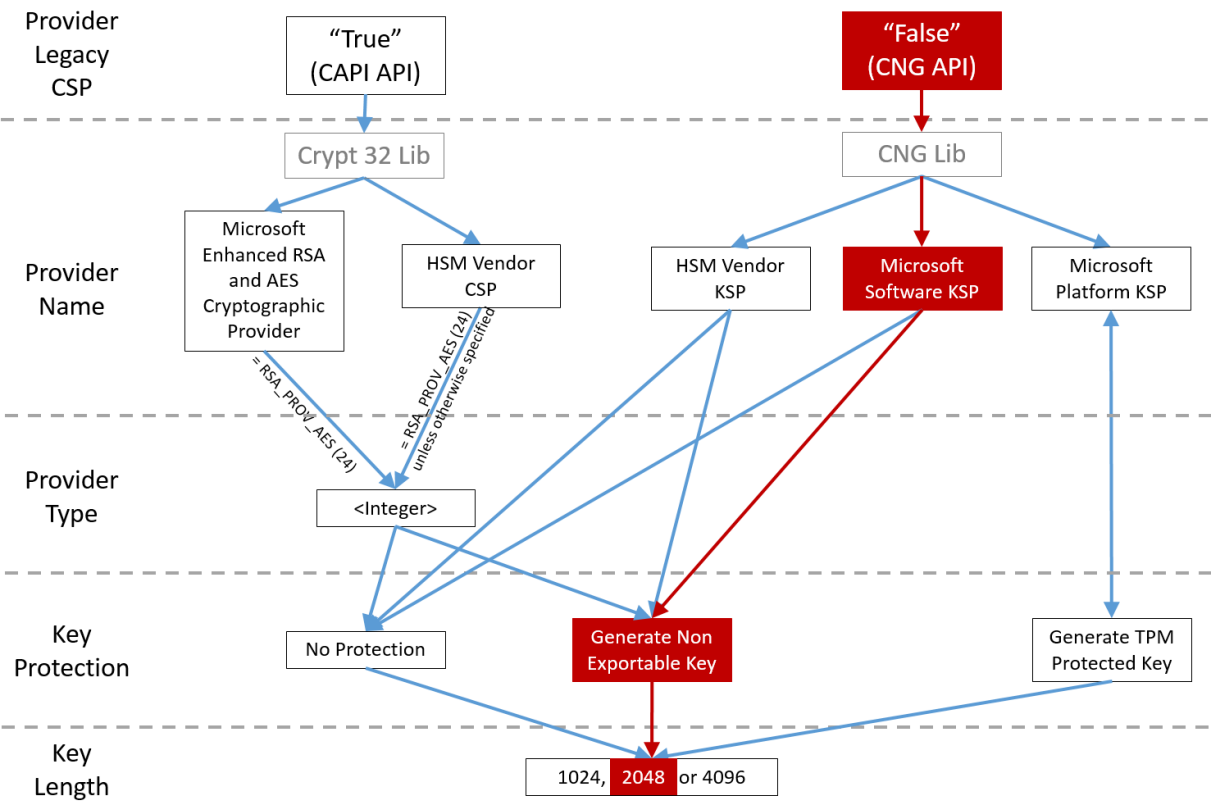 Provider
Legacy
CSP
“True”
(CAPI API)
“False”
(CNG API)
Crypt 32 Lib
CNG Lib
Provider
Name
Microsoft
Enhanced RSA
and AES
Cryptographic
Provider
HSM Vendor
CSP
HSM Vendor
KSP
Microsoft
Software KSP
Microsoft
Platform KSP
= RSA_PROV_AES (24)
= RSA_PROV_AES (24)
unless otherwise specified
Provider
Type
<Integer>
Key
Protection
No Protection
Generate Non
Exportable Key
Generate TPM
Protected Key
Key
Length
1024, 2048 or 4096